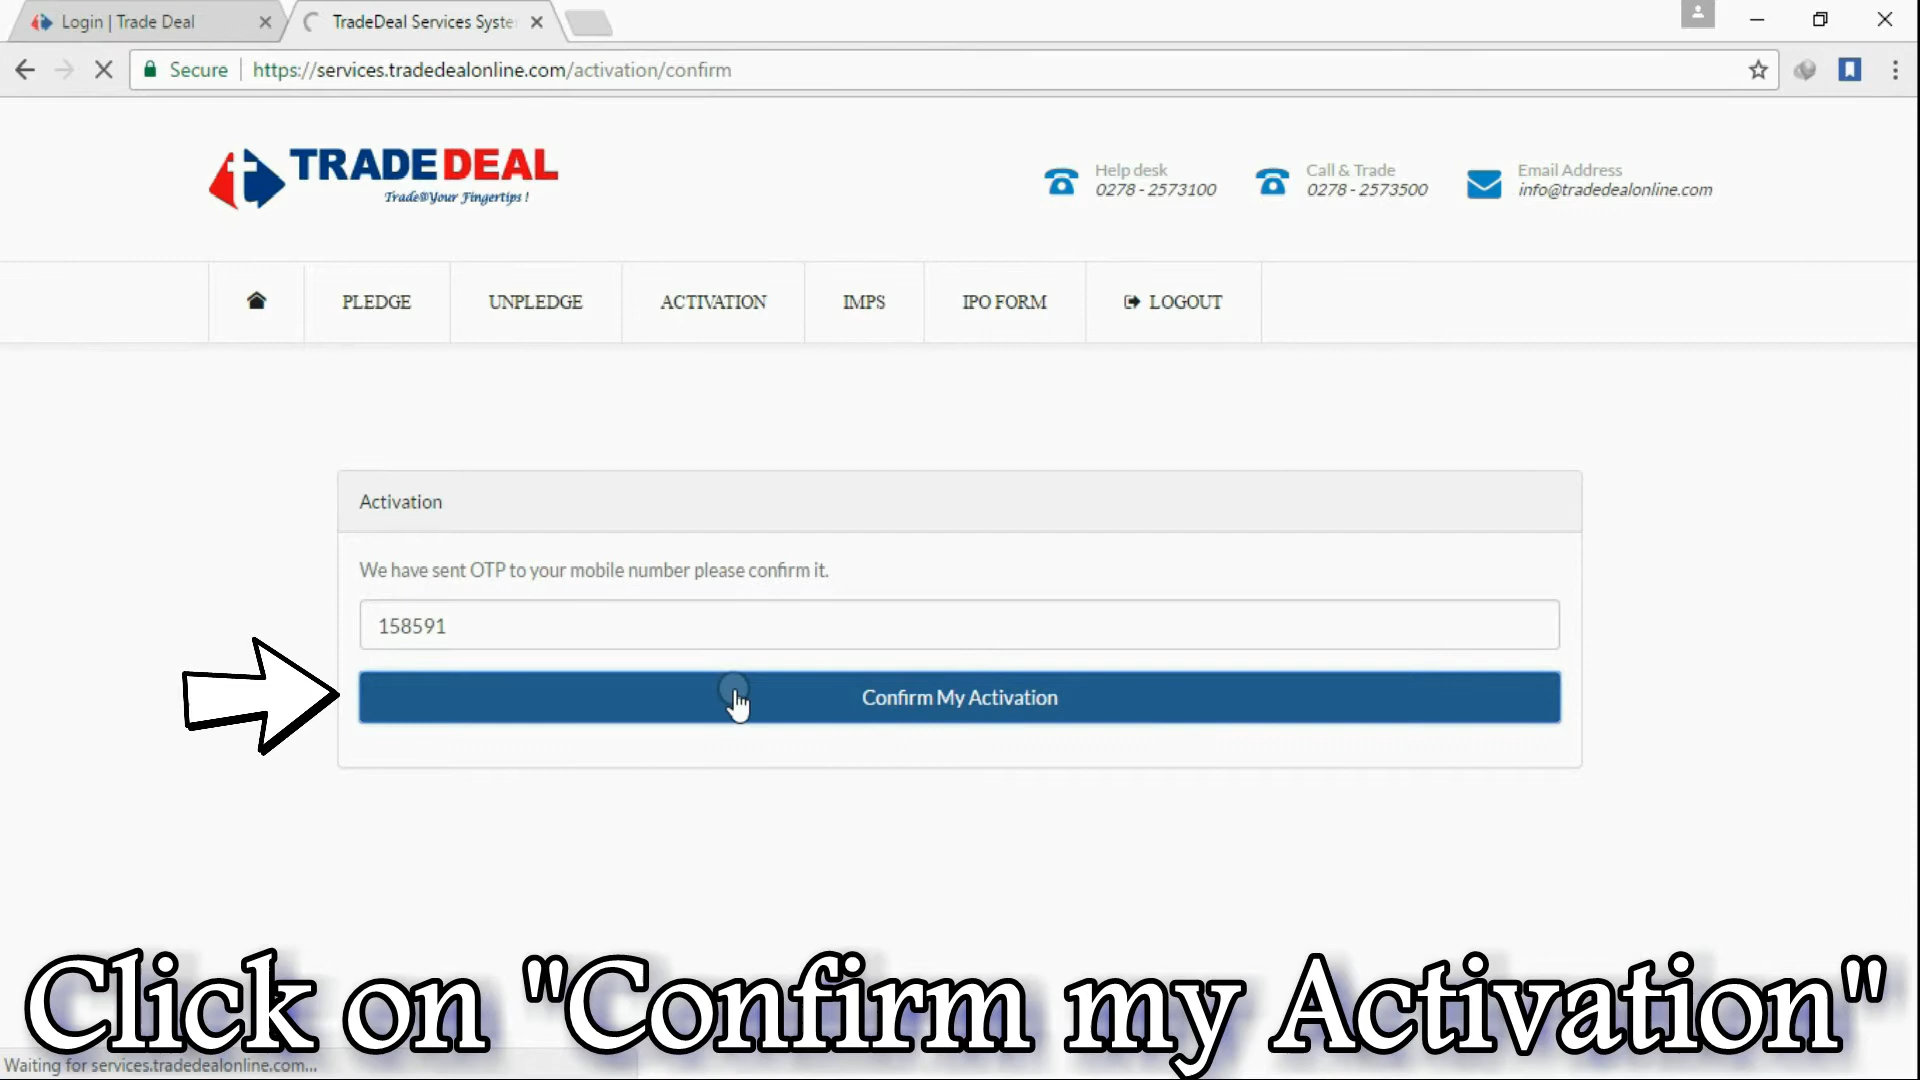 Login | Trade Deal
TradeDeal Services Syste
Secure
https://services.tradedealonline.com/activation/confirm
TRADE DEAL
Trade@Your Fingertips !
Help desk
0278 - 2573100
Call & Trade
0278 - 2573500
Email Address
info@tradedealonline.com
PLEDGE
UNPLEDGE
ACTIVATION
IMPS
IPO FORM
LOGOUT
Activation
We have sent OTP to your mobile number please confirm it.
158591
Confirm My Activation
Click on "Confirm my Activation"
Waiting for services.tradedealonline.com...